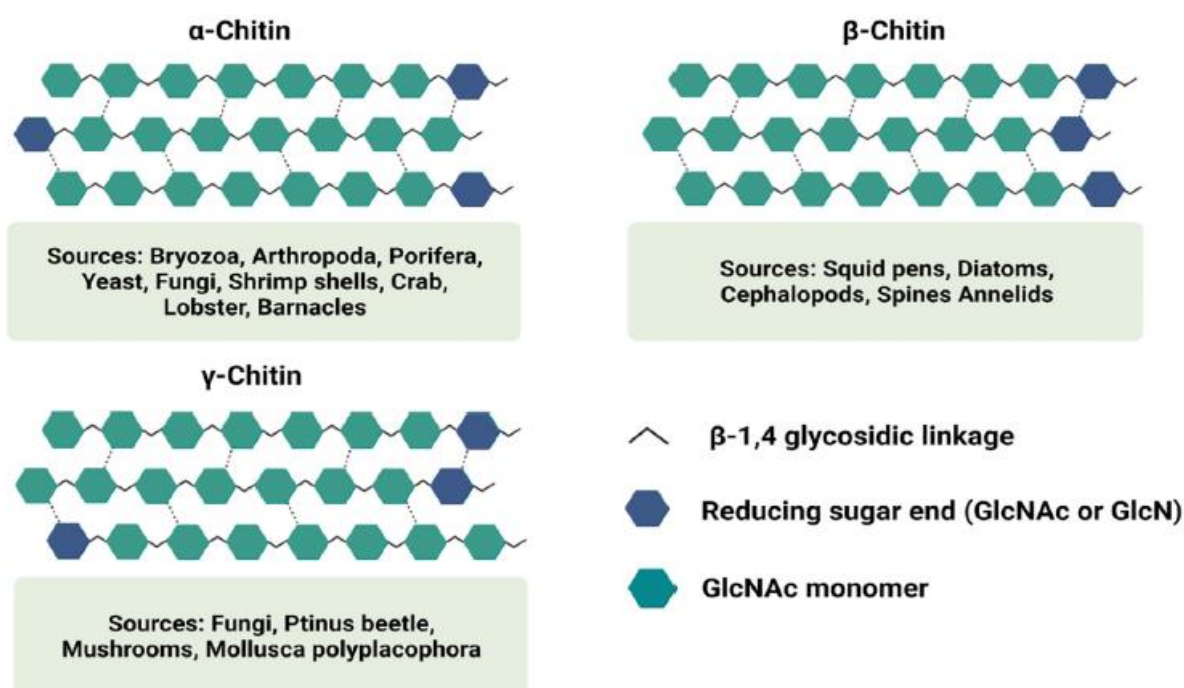 α-Chitin
β-Chitin
Sources: Bryozoa, Arthropoda, Porifera,
Yeast, Fungi, Shrimp shells, Crab,
Lobster, Barnacles
Sources: Squid pens, Diatoms,
Cephalopods, Spines Annelids
γ-Chitin
β-1,4 glycosidic linkage
Reducing sugar end (GlcNAc or GlcN)
GlcNAc monomer
Sources: Fungi, Ptinus beetle,
Mushrooms, Mollusca polyplacophora